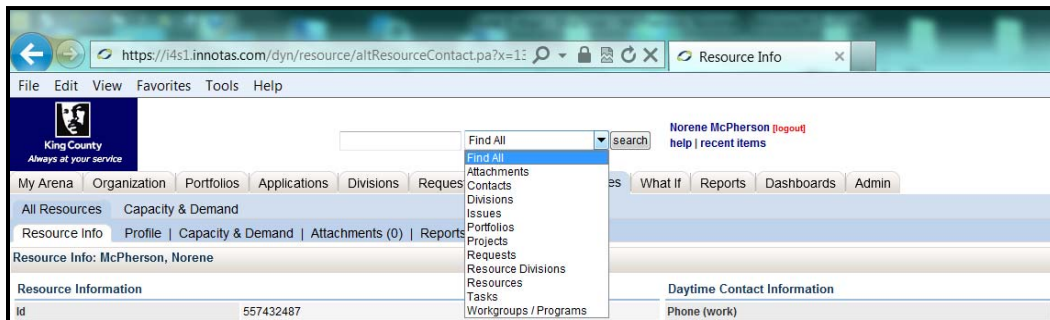 https://i4s1.innotas.com/dyn/resource/altResourceContact.pa?x=13
Resource Info
File Edit View Favorites Tools Help
King County
Always at your service
Find All
search
Norene McPherson [logout]
help | recent items
Find All
Attachments
Contacts
Divisions
Issues
Portfolios
Projects
Requests
Resource Divisions
Resources
Tasks
Workgroups / Programs
My Arena Organization Portfolios Applications Divisions What If Reports Dashboards Admin
All Resources Capacity & Demand
Resource Info Profile | Capacity & Demand | Attachments (0) | Reports
Resource Info: McPherson, Norene
Resource Information
Daytime Contact Information
Id 557432487
Phone (work)